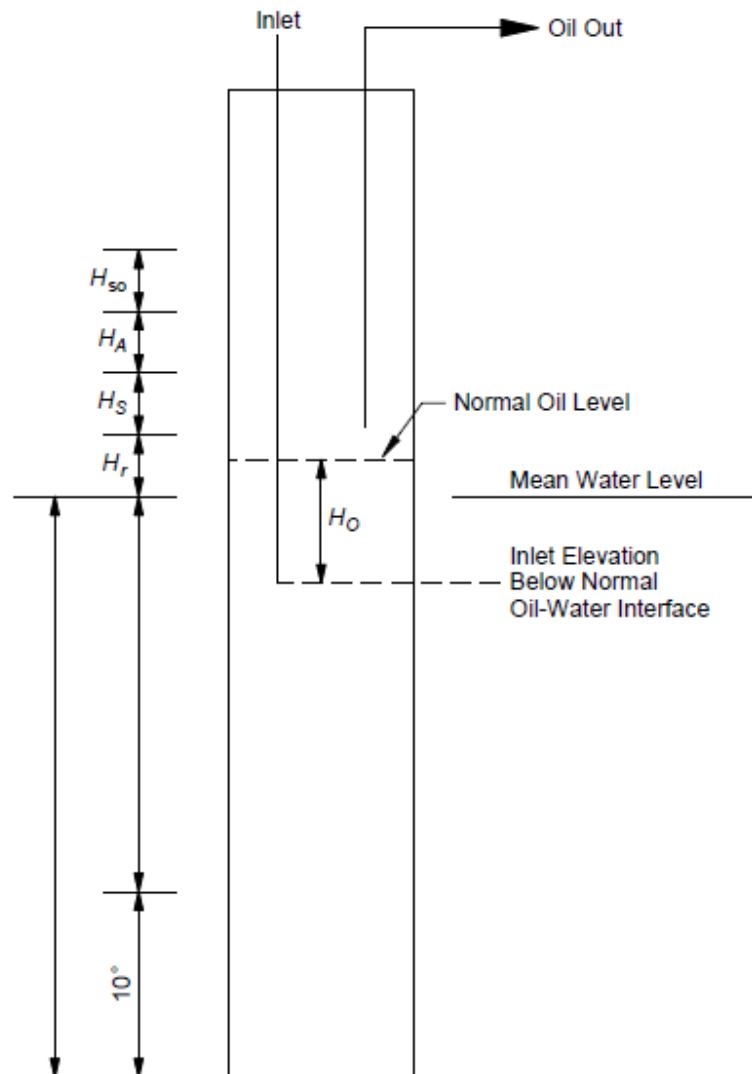 Inlet
Oil Out
Hso
HA
HS
Normal Oil Level
Hr
Mean Water Level
HO
Inlet Elevation
Below Normal
Oil-Water Interface
10°